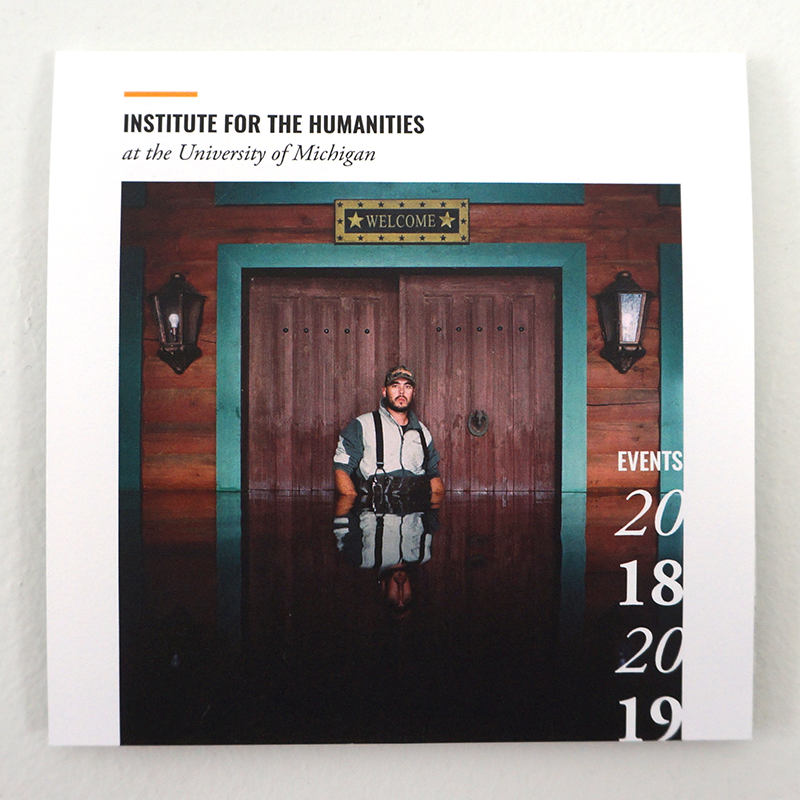 INSTITUTE FOR THE HUMANITIES
at the University of Michigan
WELCOME
EVENTS
20
18
20
19